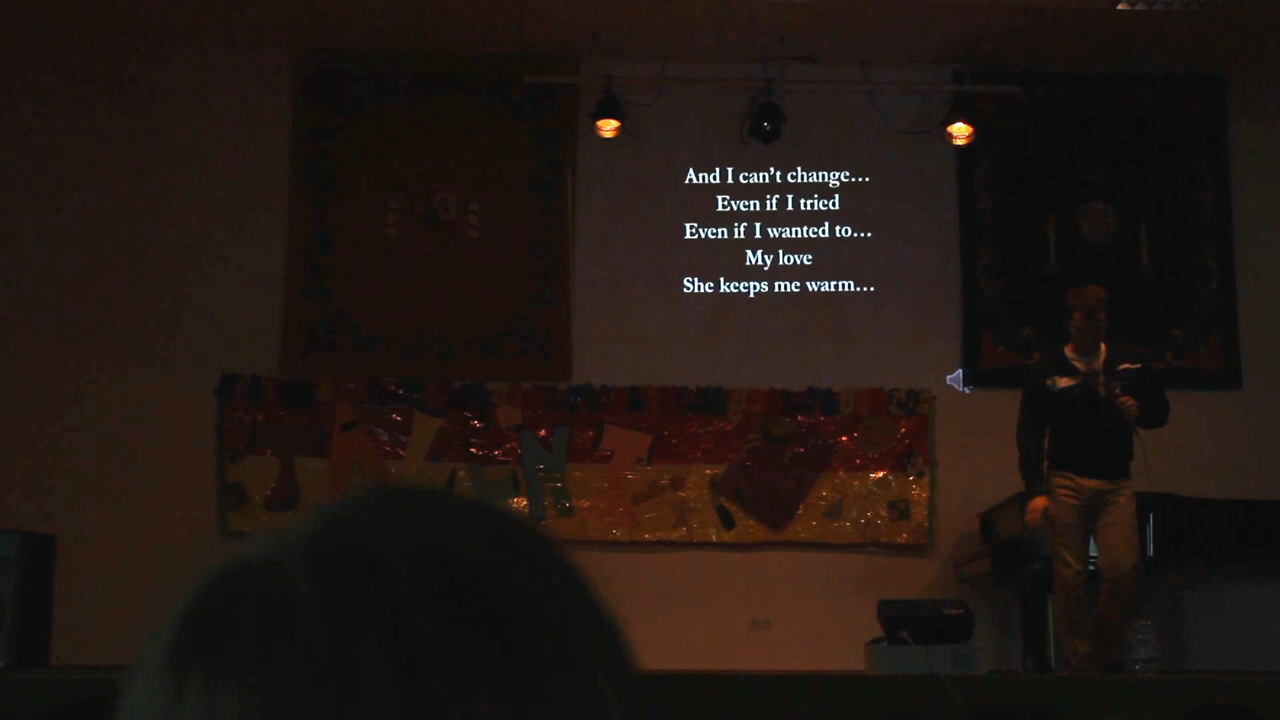 And I can't change...
Even if I tried
Even if I wanted to...
My love
She keeps me warm...